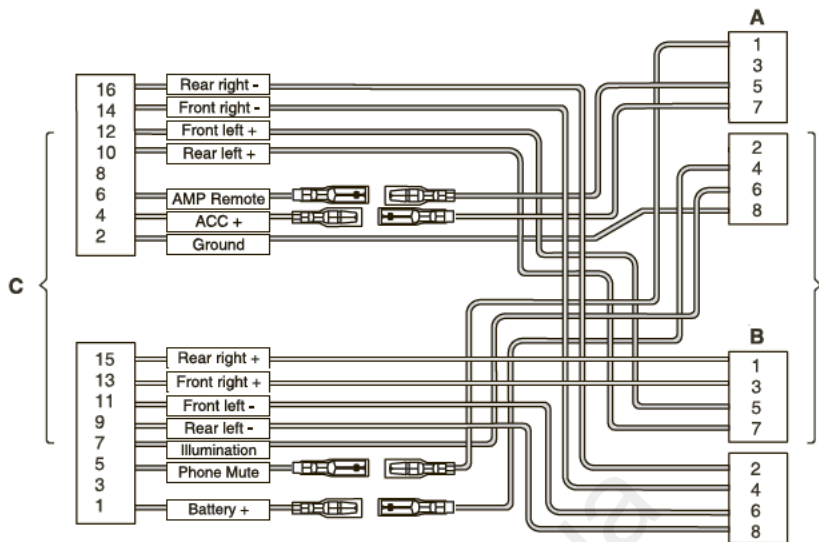 A
1
3
5
7
2
4
6
8
B
1
3
5
7
2
4
6
8
C
16 Rear right -
14 Front right -
12 Front left +
10 Rear left +
8
6 AMP Remote
4 ACC +
2 Ground
15 Rear right +
13 Front right +
11 Front left -
9 Rear left -
7 Illumination
5 Phone Mute
3
1 Battery +